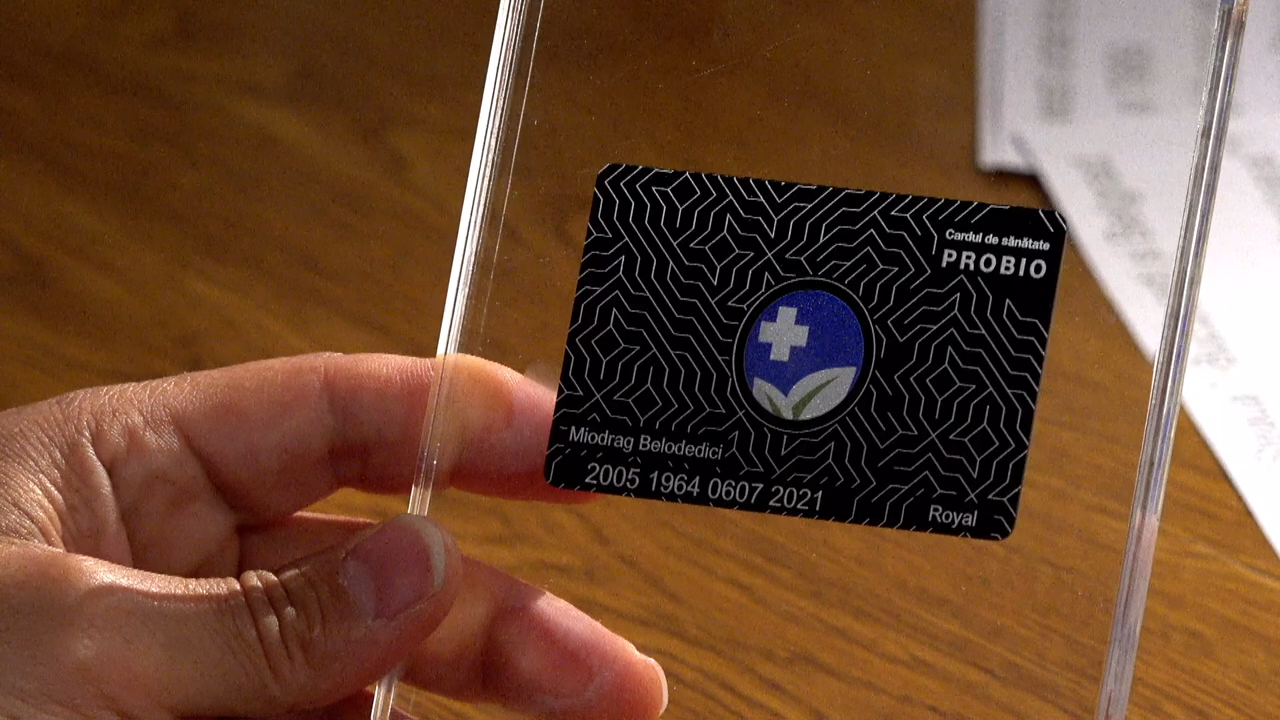 Cardul de sănătate
PROBIO
Miodrag Belodedici
2005 1964 0607 2021
Royal